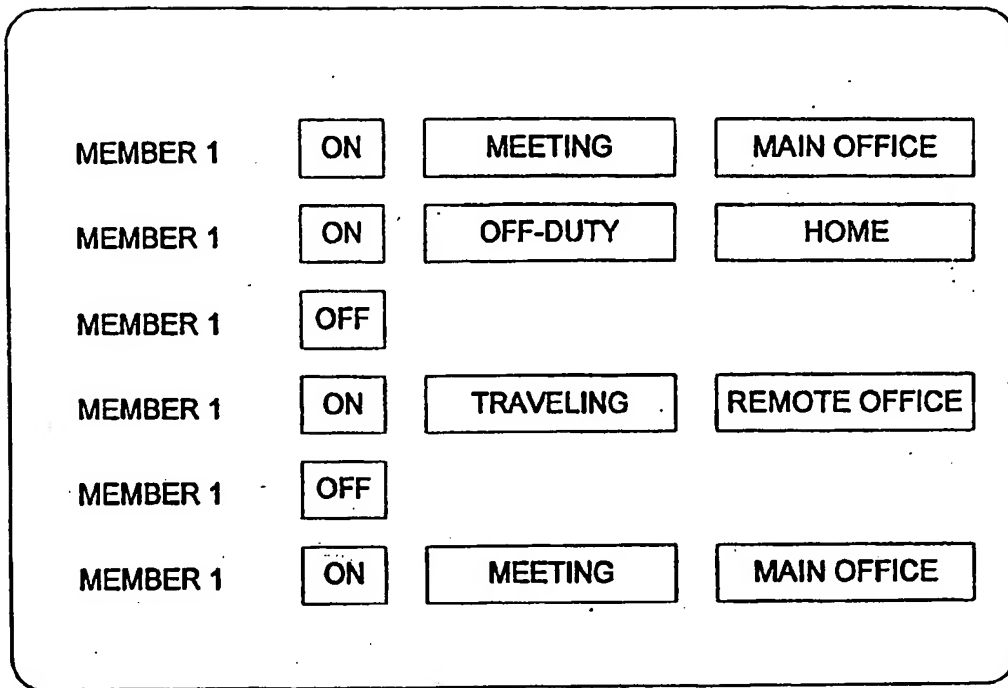 MEMBER 1 ON MEETING MAIN OFFICE
MEMBER 1 ON OFF-DUTY HOME
MEMBER 1 OFF
MEMBER 1 ON TRAVELING REMOTE OFFICE
MEMBER 1 OFF
MEMBER 1 ON MEETING MAIN OFFICE